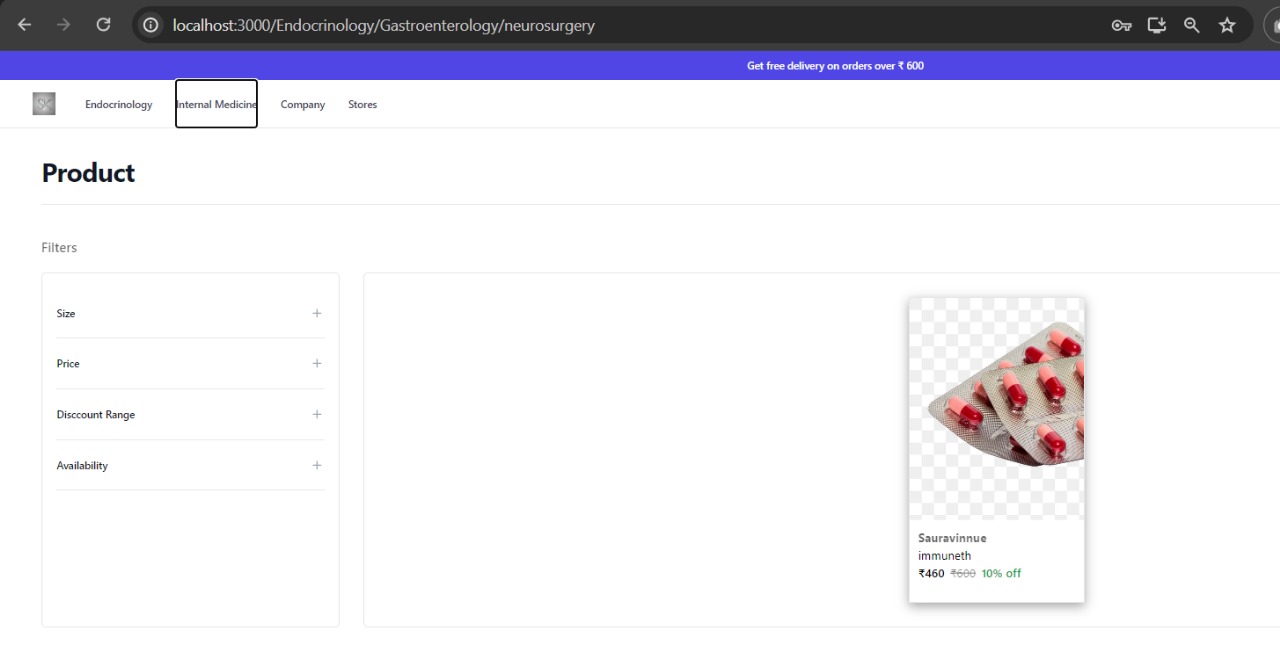 localhost:3000/Endocrinology/Gastroenterology/neurosurgery
Get free delivery on orders over ₹ 600
Endocrinology Internal Medicine Company Stores
Product
Filters
Size
Price
Disccount Range
Availability
Sauravinnue
immuneth
₹460 ₹600 10% off